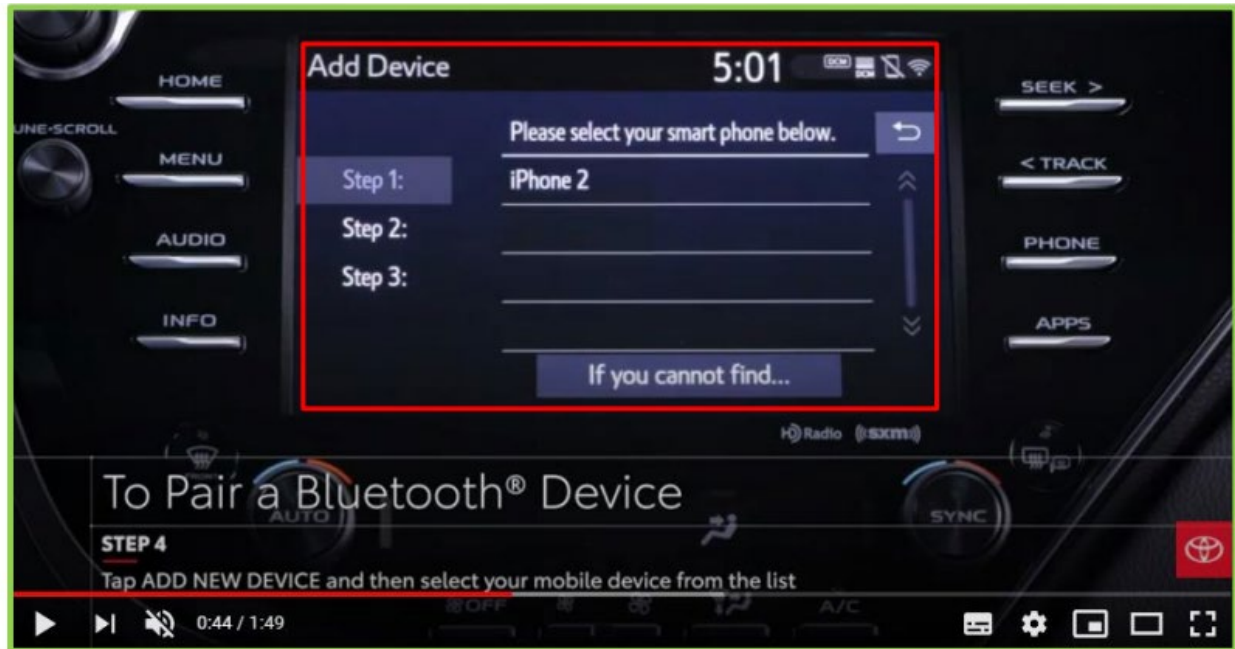 HOME
TUNE•SCROLL
MENU
AUDIO
INFO
Add Device
5:01
DCM
DCM
Please select your smart phone below.
Step 1:
iPhone 2
Step 2:
Step 3:
If you cannot find...
SEEK >
< TRACK
PHONE
APPS
HD Radio ((SXM))
To Pair a Bluetooth® Device
AUTO
SYNC
STEP 4
Tap ADD NEW DEVICE and then select your mobile device from the list
OFF
A/C
0:44 / 1:49